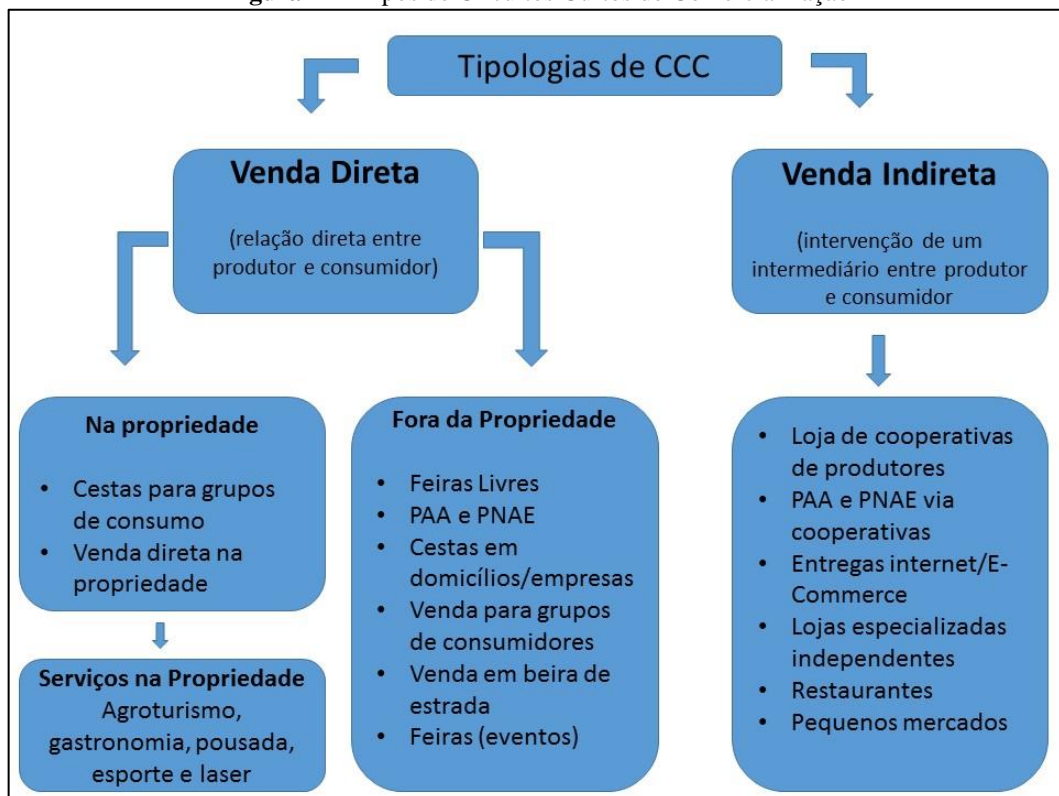 Tipologias de CCC
Venda Direta
(relação direta entre
produtor e consumidor)
Venda Indireta
(intervenção de um
intermediário entre produtor
e consumidor
Na propriedade
• Cestas para grupos
de consumo
• Venda direta na
propriedade
Serviços na Propriedade
Agroturismo,
gastronomia, pousada,
esporte e laser
Fora da Propriedade
• Feiras Livres
• PAA e PNAE
• Cestas em
domicílios/empresas
• Venda para grupos
de consumidores
• Venda em beira de
estrada
• Feiras (eventos)
• Loja de cooperativas
de produtores
• PAA e PNAE via
cooperativas
• Entregas internet/E-
Commerce
• Lojas especializadas
independentes
• Restaurantes
• Pequenos mercados